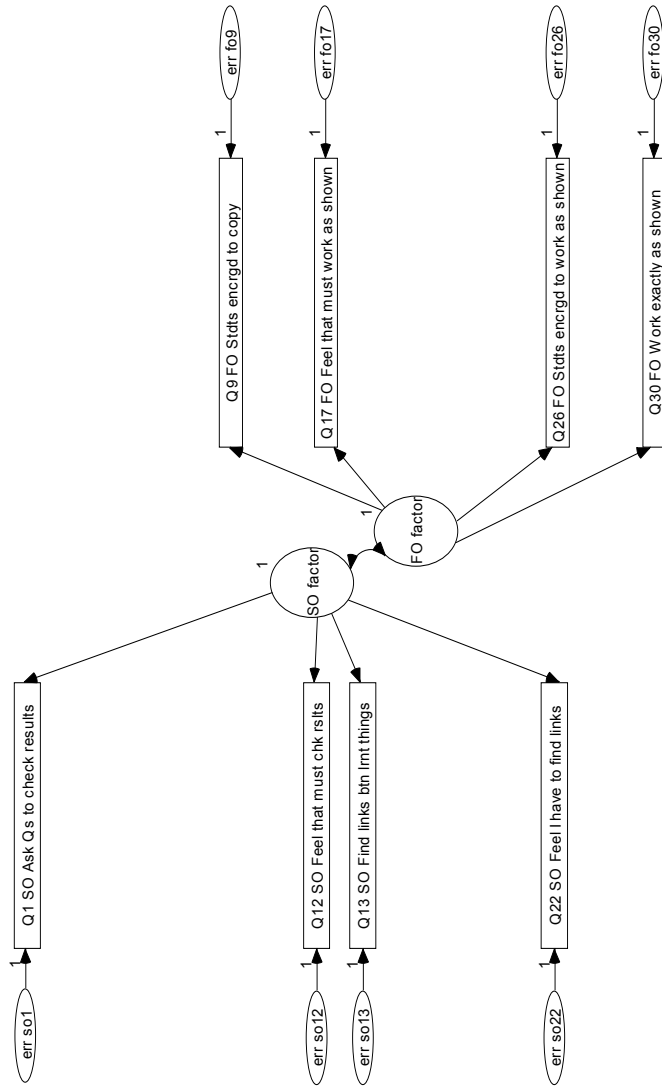 err so1
1
Q1 SO Ask Qs to check results
err so12
1
Q12 SO Feel that must chk rslts
err so13
1
Q13 SO Find links btn lrnt things
err so22
1
Q22 SO Feel I have to find links
1
SO factor
1
FO factor
Q9 FO Stdts encrgd to copy
1
err fo9
Q17 FO Feel that must work as shown
1
err fo17
Q26 FO Stdts encrgd to work as shown
1
err fo26
Q30 FO Work exactly as shown
1
err fo30